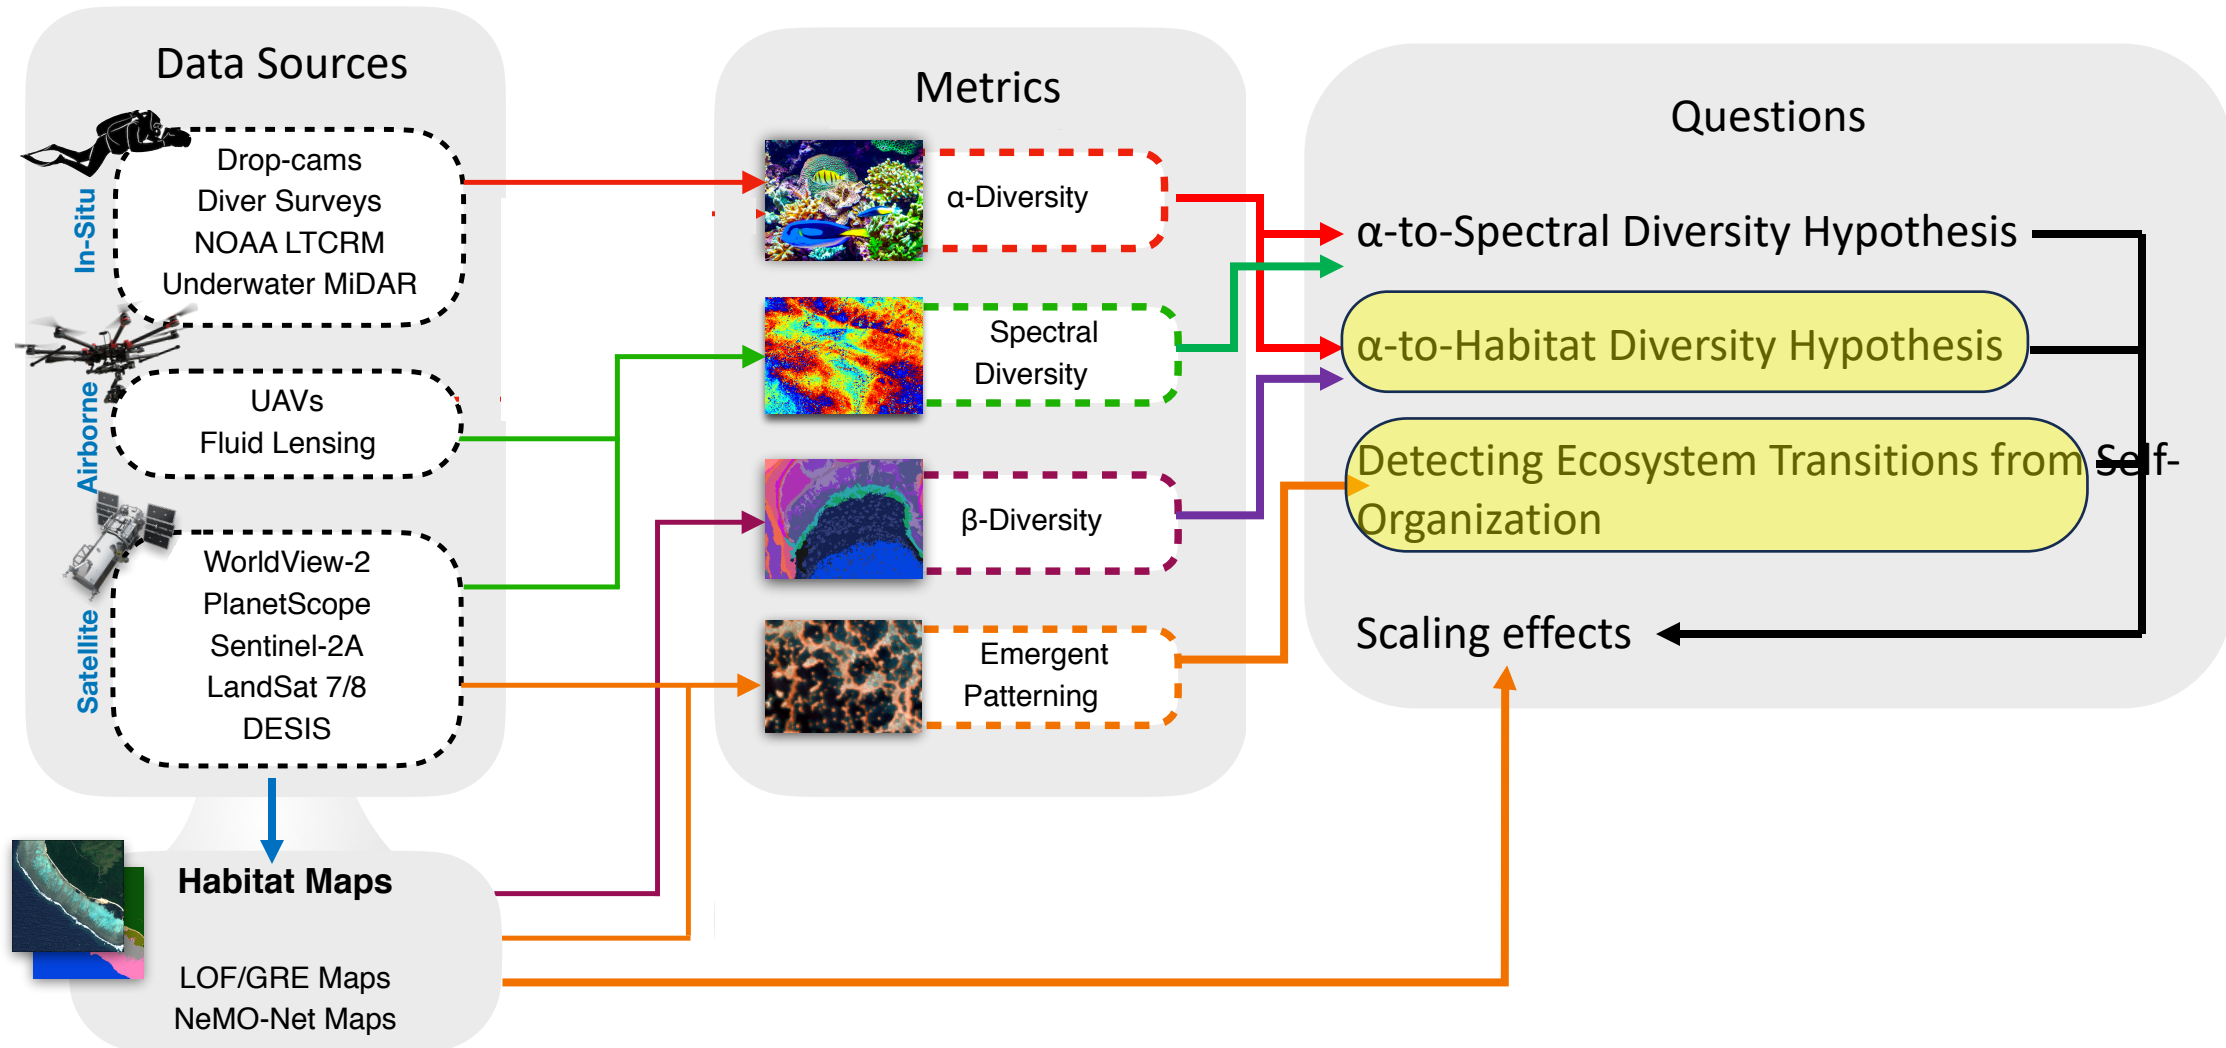 Data Sources
In-Situ
Drop-cams
Diver Surveys
NOAA LTCRM
Underwater MiDAR
Airborne
UAVs
Fluid Lensing
Satellite
WorldView-2
PlanetScope
Sentinel-2A
LandSat 7/8
DESIS
Habitat Maps
LOF/GRE Maps
NeMO-Net Maps
Metrics
α-Diversity
Spectral
Diversity
β-Diversity
Emergent
Patterning
Questions
α-to-Spectral Diversity Hypothesis
α-to-Habitat Diversity Hypothesis
Detecting Ecosystem Transitions from Self-
Organization
Scaling effects